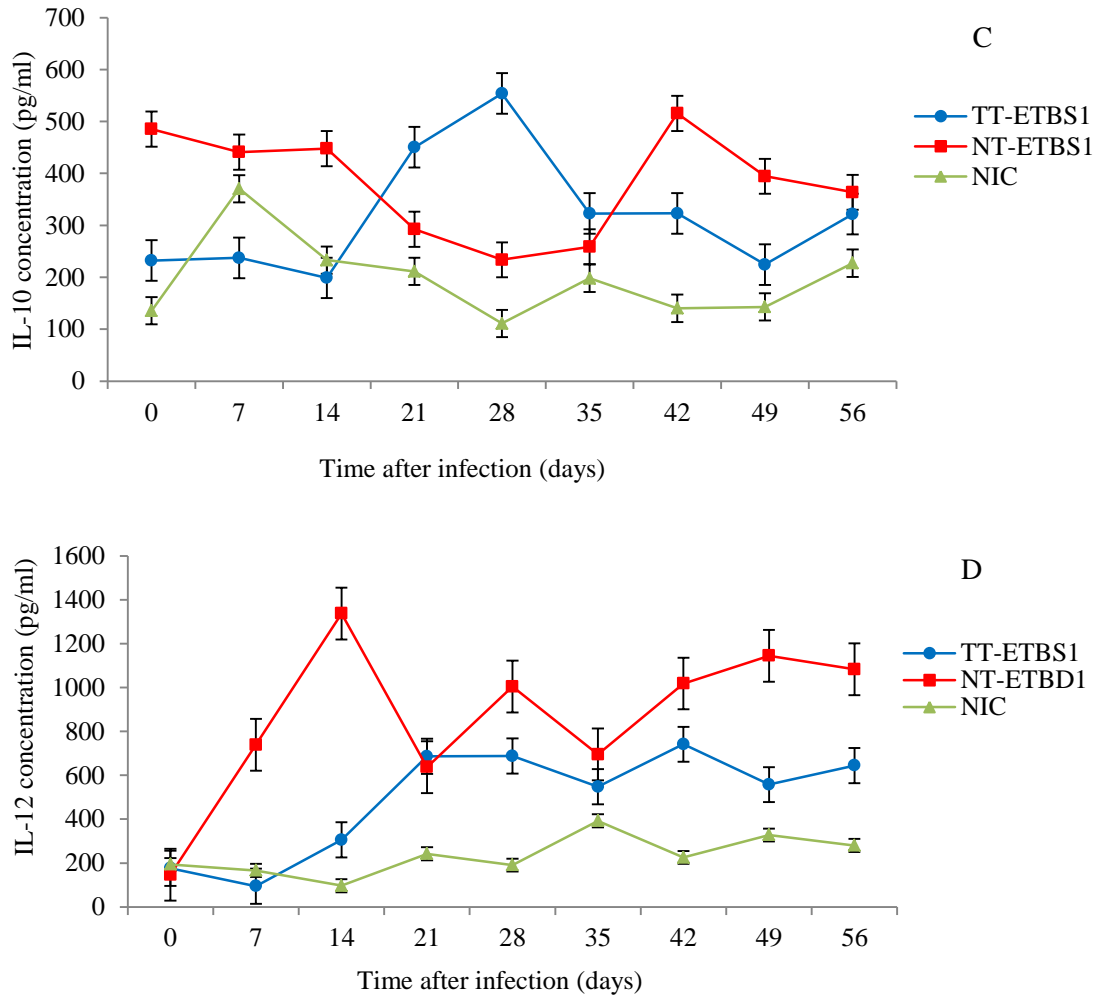 C
IL-10 concentration (pg/ml)
700
600
500
400
300
200
100
0
0 7 14 21 28 35 42 49 56
Time after infection (days)
TT-ETBS1
NT-ETBS1
NIC
D
IL-12 concentration (pg/ml)
1600
1400
1200
1000
800
600
400
200
0
0 7 14 21 28 35 42 49 56
Time after infection (days)
TT-ETBS1
NT-ETBD1
NIC